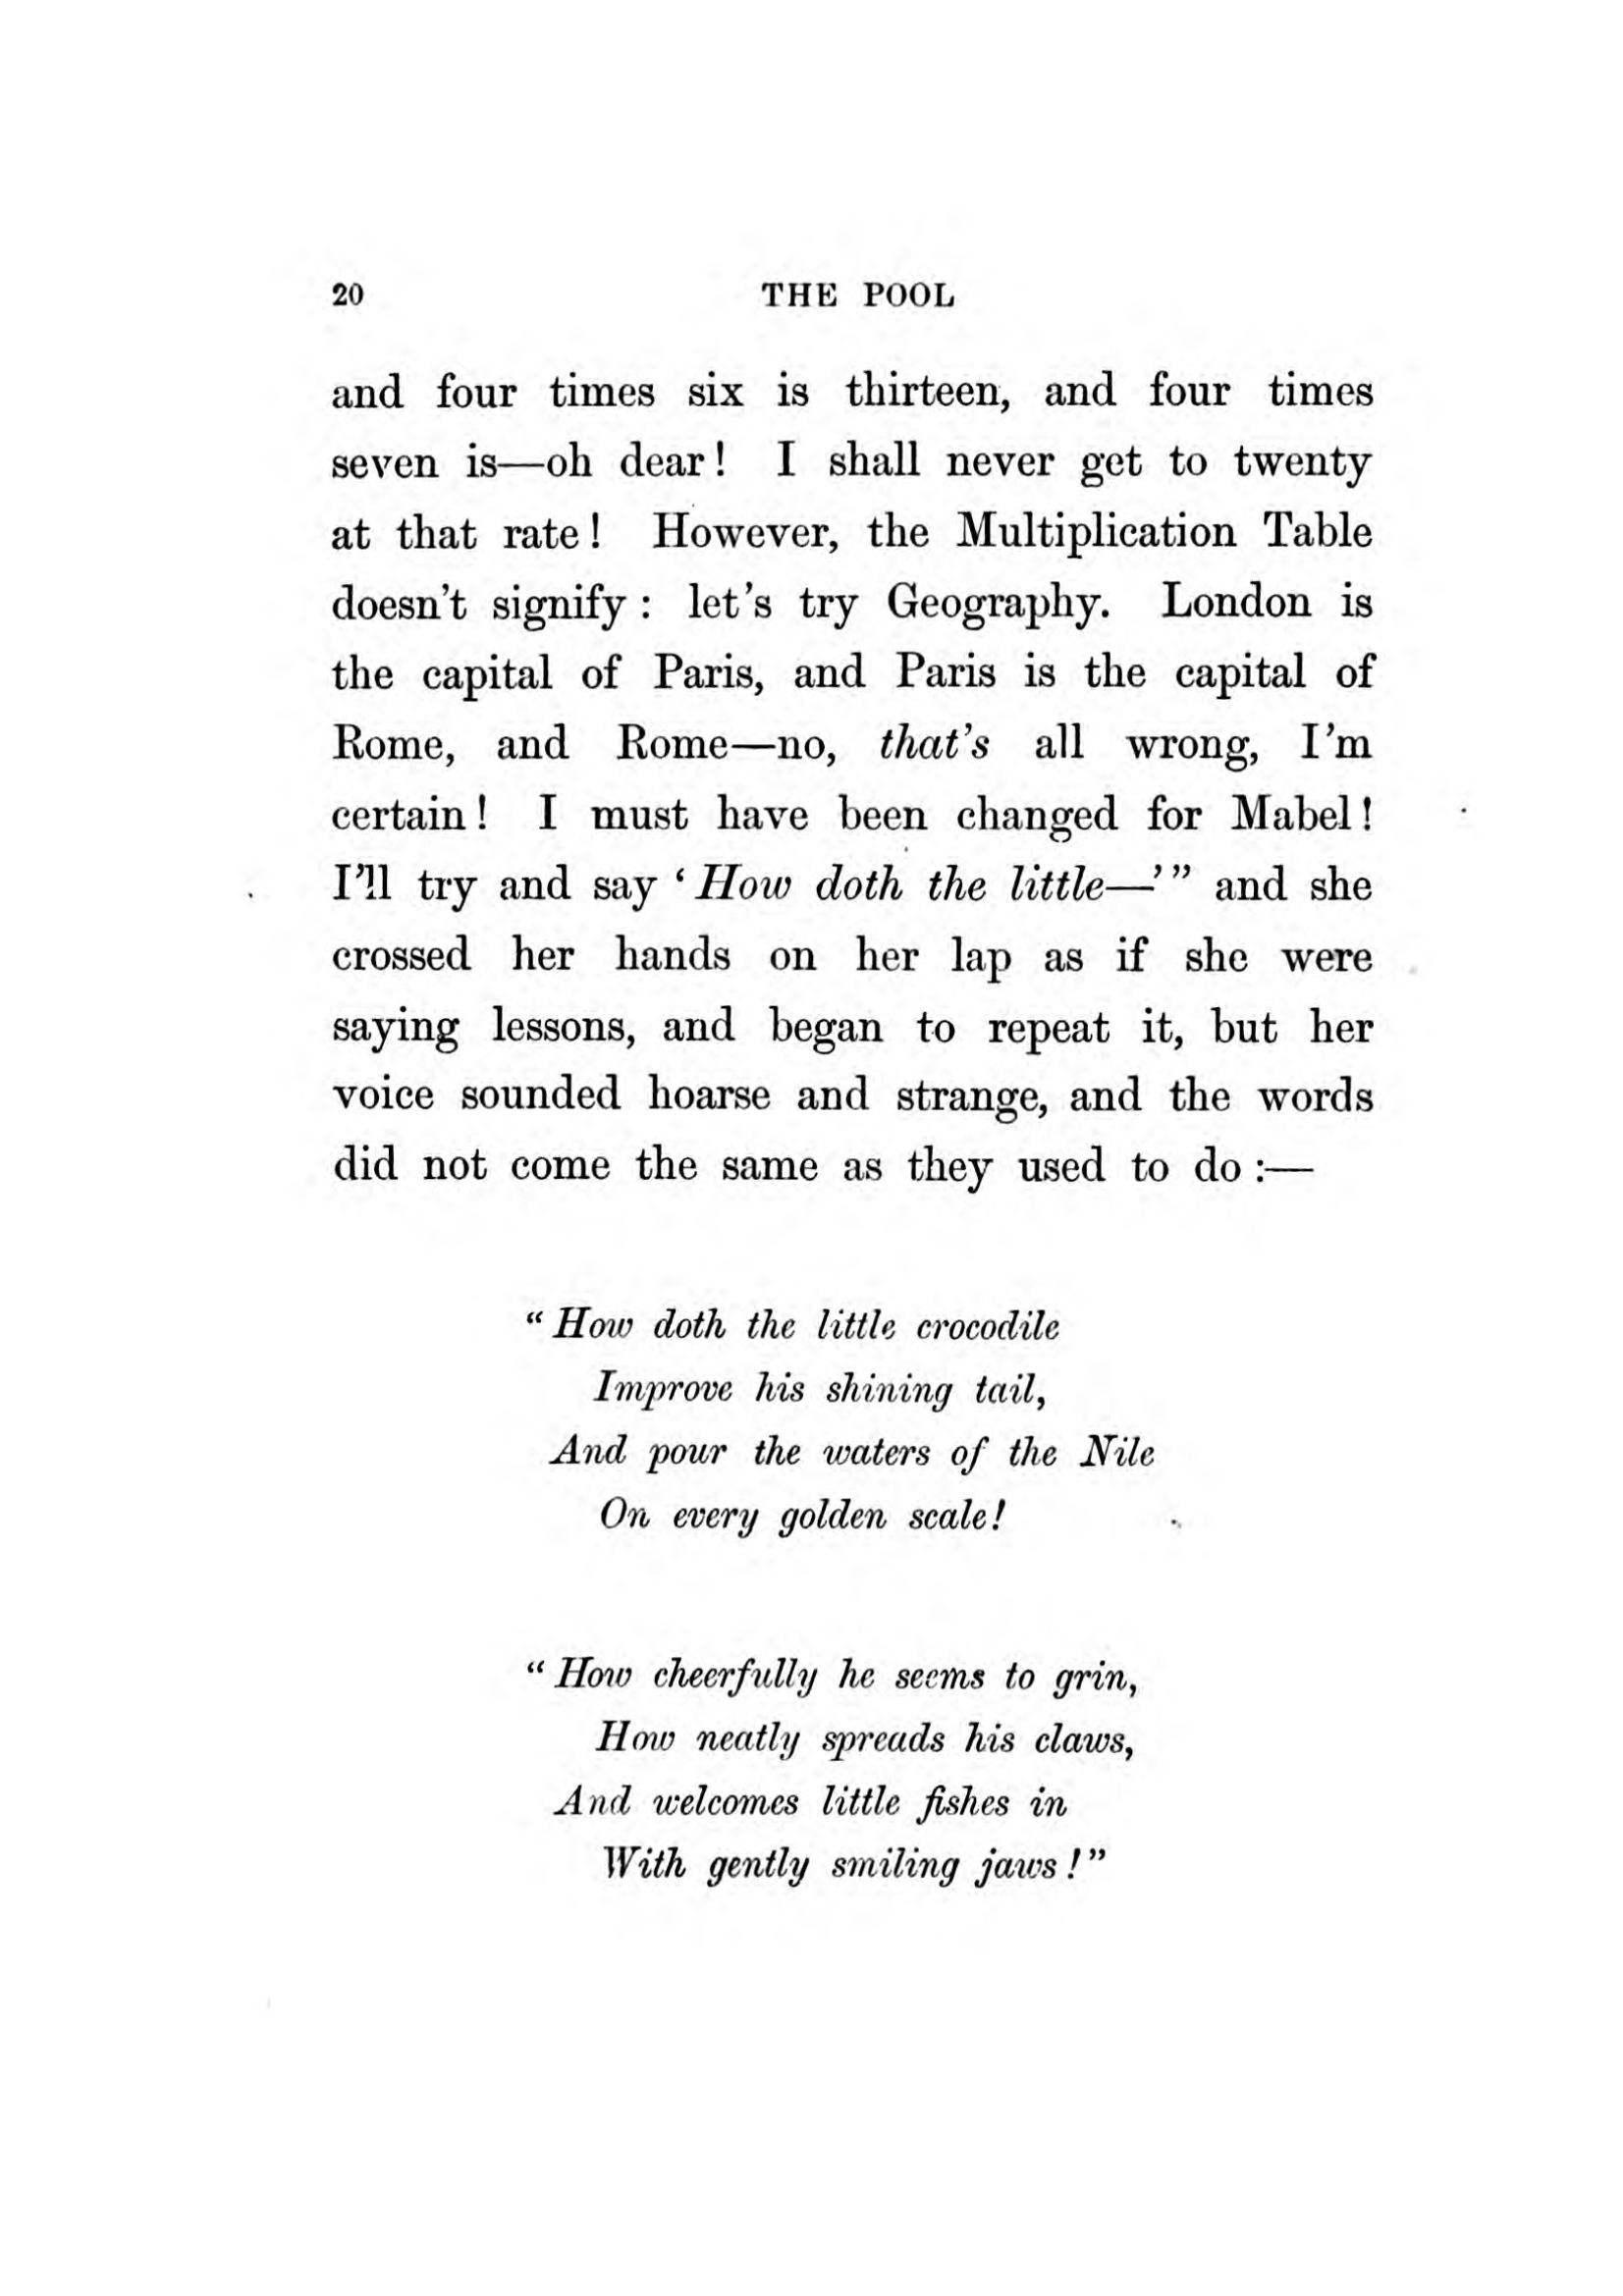 20 THE POOL
and four times six is thirteen, and four times
seven is—oh dear! I shall never get to twenty
at that rate! However, the Multiplication Table
doesn't signify: let's try Geography. London is
the capital of Paris, and Paris is the capital of
Rome, and Rome—no, that's all wrong, I'm
certain! I must have been changed for Mabel!
I'll try and say 'How doth the little—'" and she
crossed her hands on her lap as if she were
saying lessons, and began to repeat it, but her
voice sounded hoarse and strange, and the words
did not come the same as they used to do:—
"How doth the little crocodile
Improve his shining tail,
And pour the waters of the Nile
On every golden scale!
"How cheerfully he seems to grin,
How neatly spreads his claws,
And welcomes little fishes in
With gently smiling jaws!"